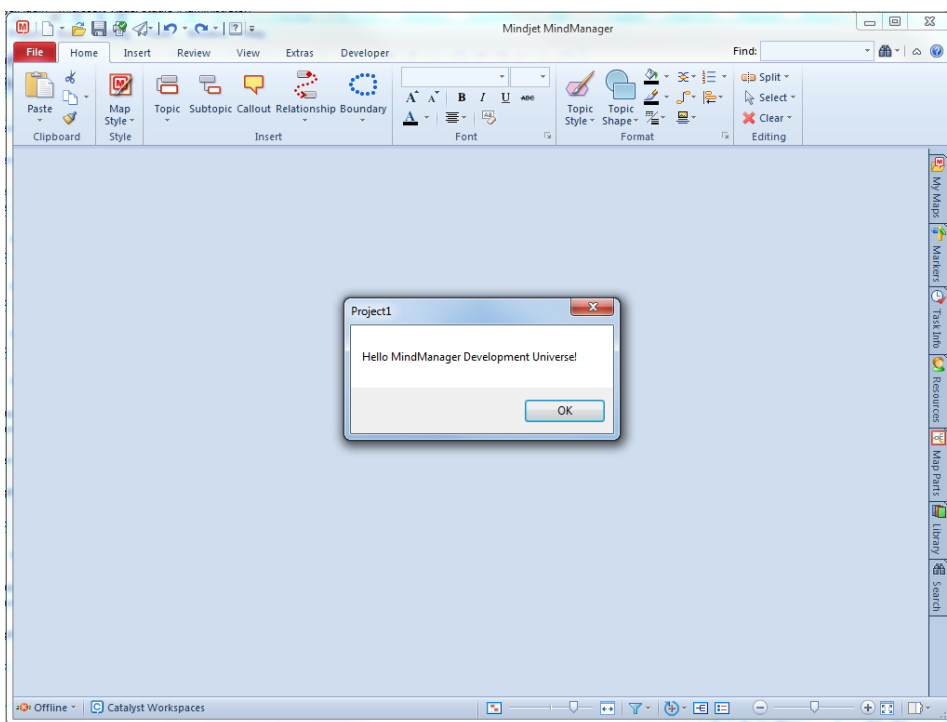 Mindjet MindManager
File Home Insert Review View Extras Developer Find:
Paste
Clipboard
Map Style
Style
Topic Subtopic Callout Relationship Boundary
Insert
A A B I U ABC
A
Font
Topic Style
Topic Shape
Format
Split
Select
Clear
Editing
My Maps
Markers
Task Info
Resources
Map Parts
Library
Search
Project1
Hello MindManager Development Universe!
OK
Offline Catalyst Workspaces